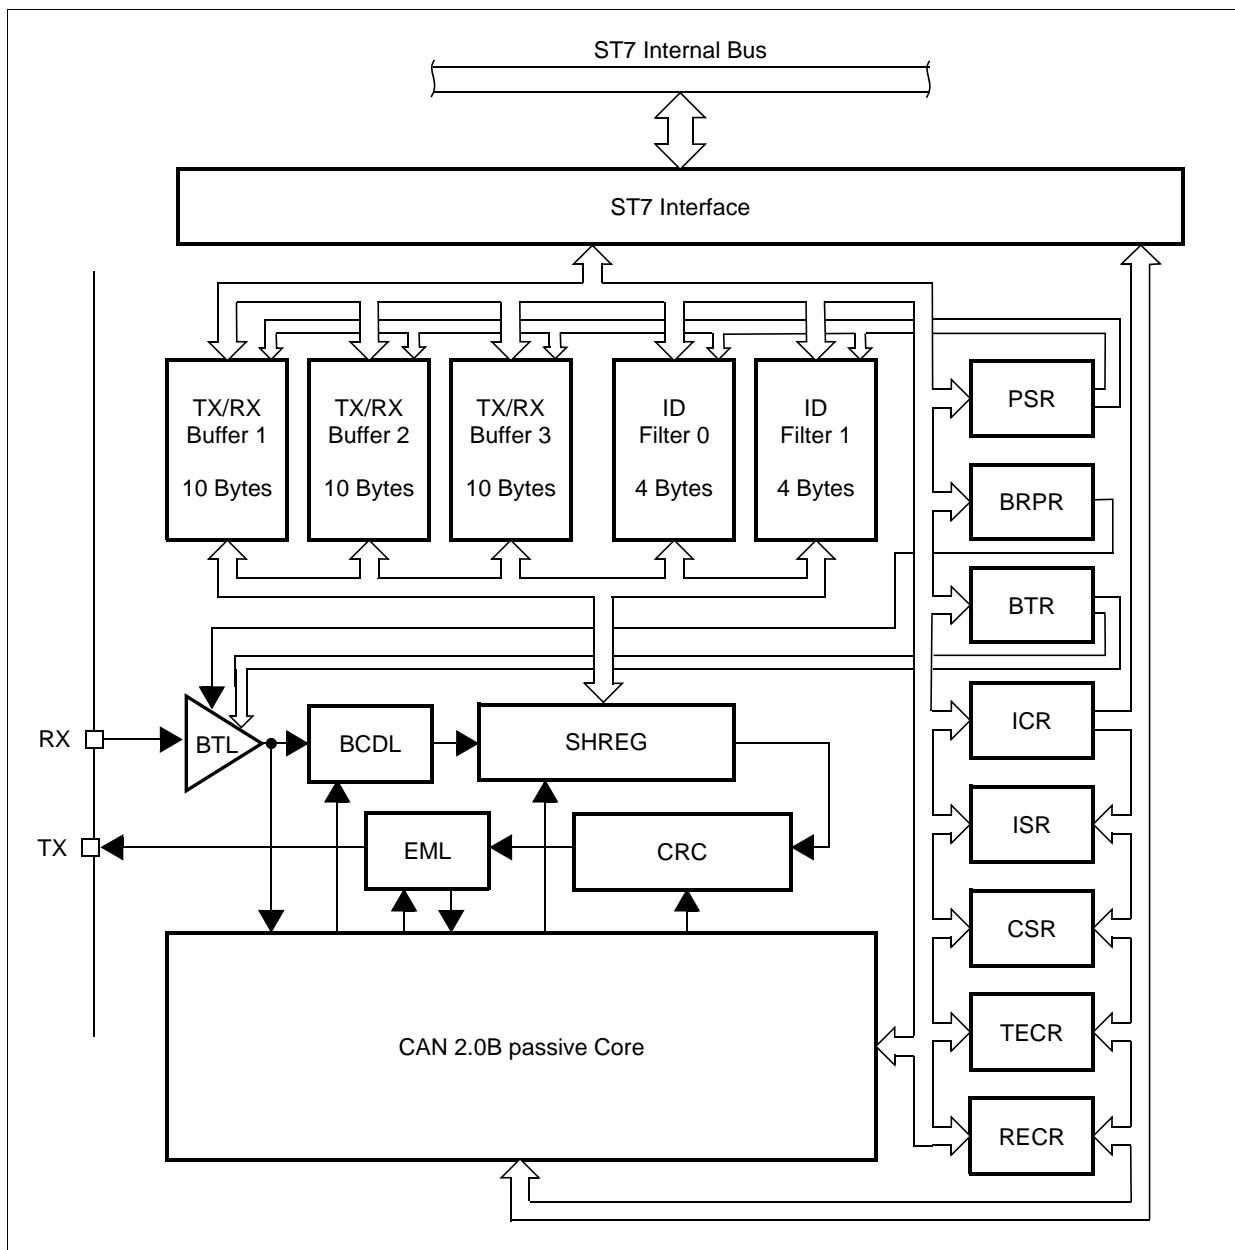 ST7 Internal Bus
ST7 Interface
TX/RX
Buffer 1
10 Bytes
TX/RX
Buffer 2
10 Bytes
TX/RX
Buffer 3
10 Bytes
ID
Filter 0
4 Bytes
ID
Filter 1
4 Bytes
PSR
BRPR
BTR
ICR
ISR
CSR
TECR
RECR
RX
BTL
BCDL
SHREG
TX
EML
CRC
CAN 2.0B passive Core